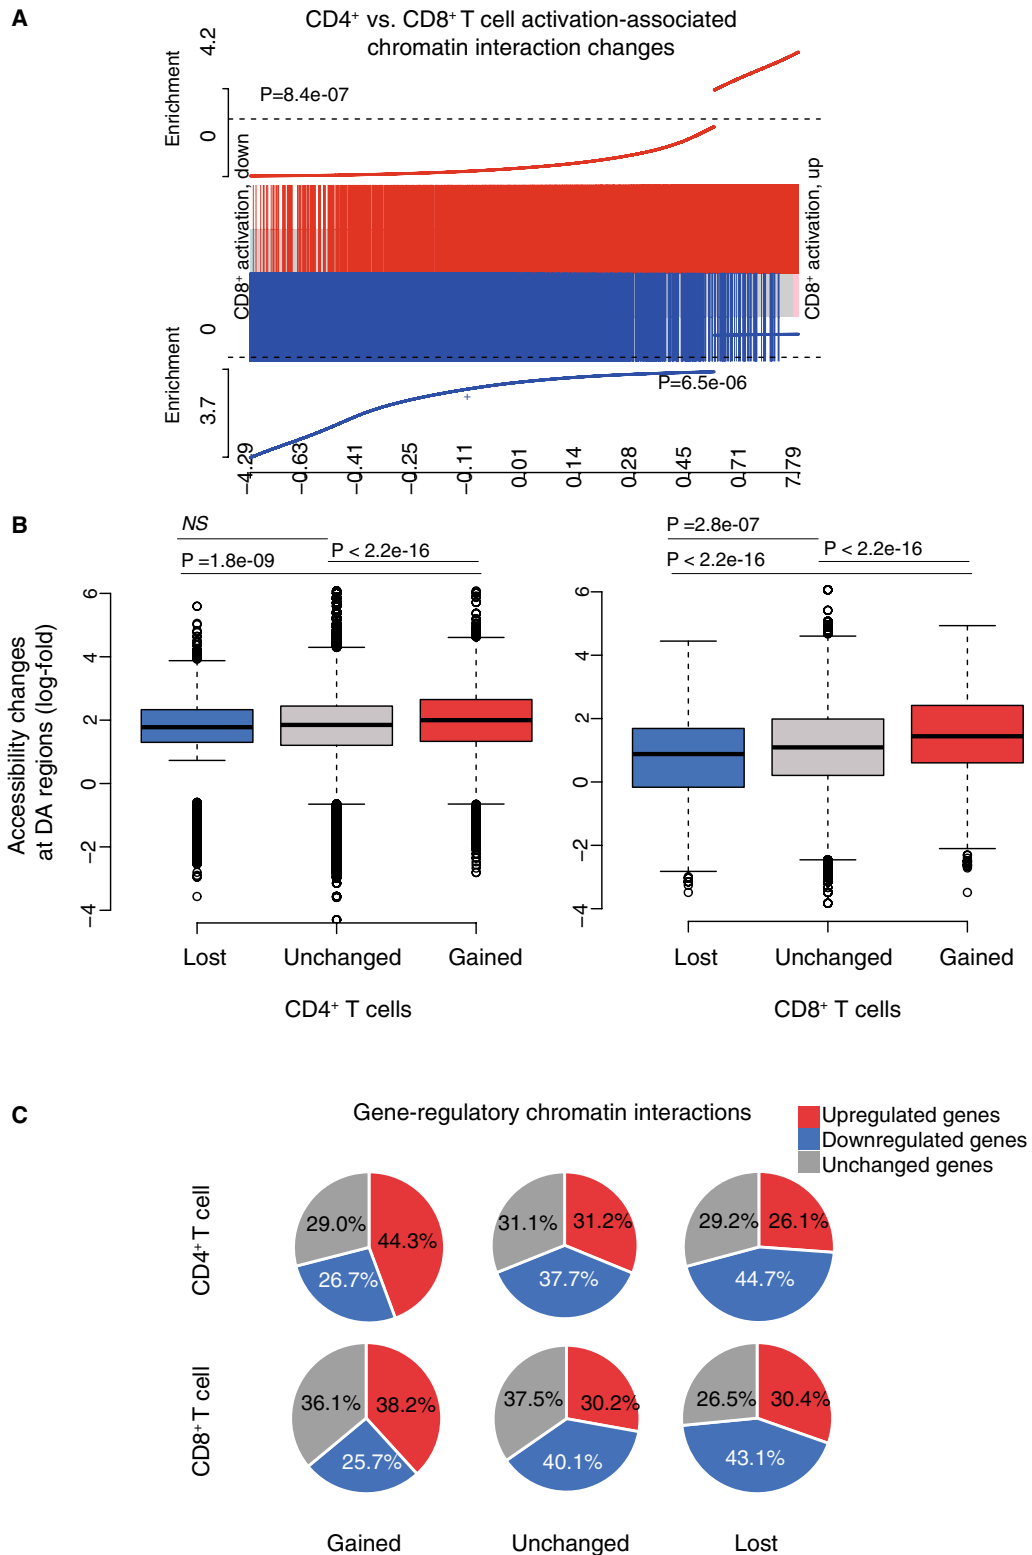 A
CD4+ vs. CD8+ T cell activation-associated
chromatin interaction changes
Enrichment
0
4.2
P=8.4e-07
CD8+ activation, down
CD8+ activation, up
Enrichment
3.7
0
P=6.5e-06
+
−4.29
−0.63
−0.41
−0.25
−0.11
0.01
0.14
0.28
0.45
0.71
7.79
B
NS
P < 2.2e-16
P =1.8e-09
P =2.8e-07
P < 2.2e-16
P < 2.2e-16
Accessibility changes
at DA regions (log-fold)
6
4
2
0
−2
−4
Lost
Unchanged
Gained
CD4+ T cells
6
4
2
0
−2
−4
Lost
Unchanged
Gained
CD8+ T cells
C
Gene-regulatory chromatin interactions
Upregulated genes
Downregulated genes
Unchanged genes
CD4+ T cell
29.0%
44.3%
26.7%
31.1%
31.2%
37.7%
29.2%
26.1%
44.7%
CD8+ T cell
36.1%
38.2%
25.7%
37.5%
30.2%
40.1%
26.5%
30.4%
43.1%
Gained
Unchanged
Lost